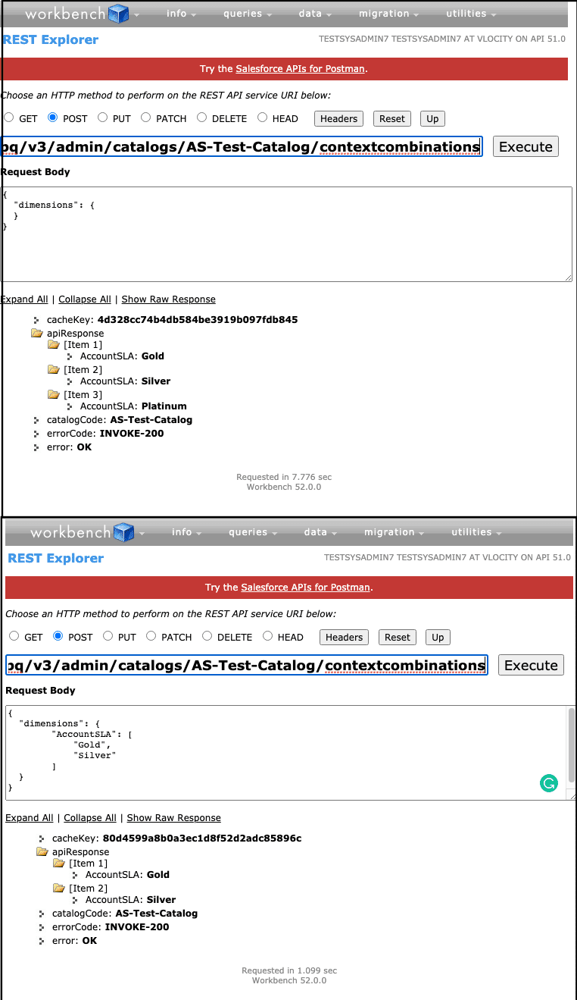 workbench info queries data migration utilities
REST Explorer TESTSYSADMIN7 TESTSYSADMIN7 AT VLOCITY ON API 51.0
Try the Salesforce APIs for Postman.
Choose an HTTP method to perform on the REST API service URI below:
GET POST PUT PATCH DELETE HEAD Headers Reset Up
pq/v3/admin/catalogs/AS-Test-Catalog/contextcombinations Execute
Request Body
{
"dimensions": {
}
}
Expand All | Collapse All | Show Raw Response
cacheKey: 4d328cc74b4db584be3919b097fdb845
apiResponse
[Item 1]
AccountSLA: Gold
[Item 2]
AccountSLA: Silver
[Item 3]
AccountSLA: Platinum
catalogCode: AS-Test-Catalog
errorCode: INVOKE-200
error: OK
Requested in 7.776 sec
Workbench 52.0.0
workbench info queries data migration utilities
REST Explorer TESTSYSADMIN7 TESTSYSADMIN7 AT VLOCITY ON API 51.0
Try the Salesforce APIs for Postman.
Choose an HTTP method to perform on the REST API service URI below:
GET POST PUT PATCH DELETE HEAD Headers Reset Up
pq/v3/admin/catalogs/AS-Test-Catalog/contextcombinations Execute
Request Body
{
"dimensions": {
"AccountSLA": [
"Gold",
"Silver"
]
}
}
Expand All | Collapse All | Show Raw Response
cacheKey: 80d4599a8b0a3ec1d8f52d2adc85896c
apiResponse
[Item 1]
AccountSLA: Gold
[Item 2]
AccountSLA: Silver
catalogCode: AS-Test-Catalog
errorCode: INVOKE-200
error: OK
Requested in 1.099 sec
Workbench 52.0.0